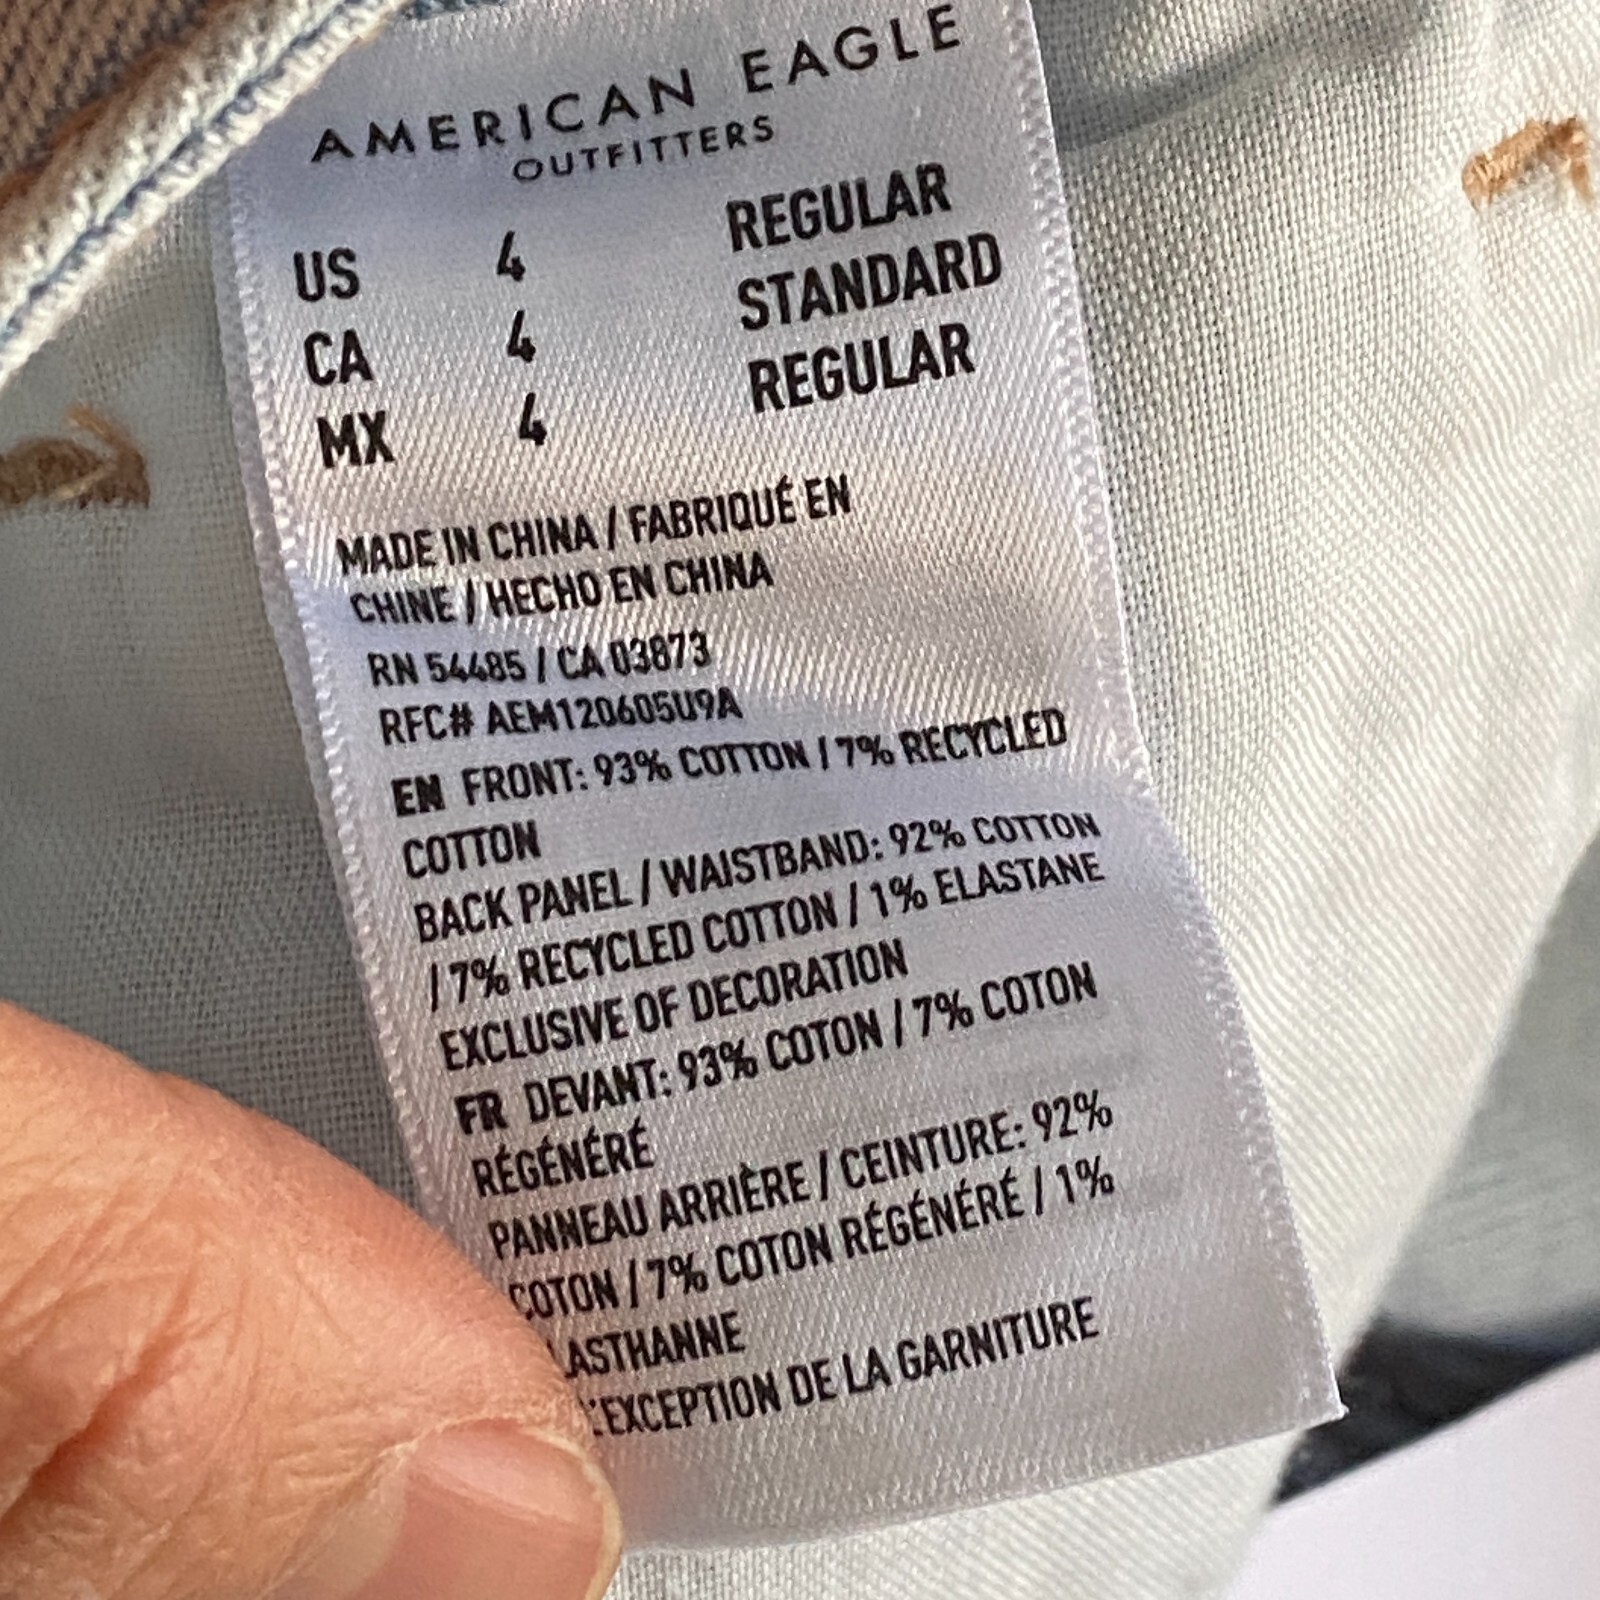 AMERICAN EAGLE
OUTFITTERS
US 4 REGULAR
CA 4 STANDARD
MX 4 REGULAR
MADE IN CHINA / FABRIQUÉ EN
CHINE / HECHO EN CHINA
RN 54485 / CA 03873
RFC# AEM120605U9A
EN FRONT: 93% COTTON / 7% RECYCLED
COTTON
BACK PANEL / WAISTBAND: 92% COTTON
/ 7% RECYCLED COTTON / 1% ELASTANE
EXCLUSIVE OF DECORATION
FR DEVANT: 93% COTON / 7% COTON
RÉGÉNÉRÉ
PANNEAU ARRIÈRE / CEINTURE: 92%
COTON / 7% COTON RÉGÉNÉRÉ / 1%
LASTHANNE
'EXCEPTION DE LA GARNITURE